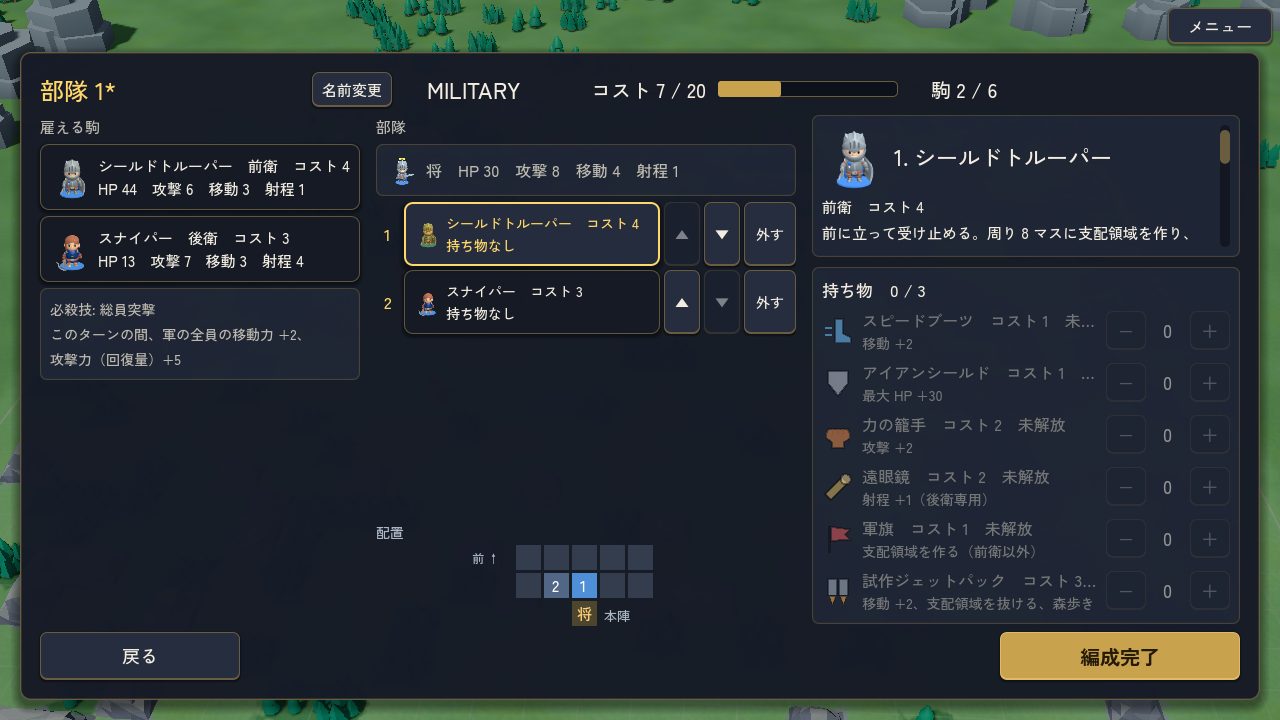 メニュー
部隊 1*
名前変更
MILITARY
コスト 7 / 20
駒 2 / 6
雇える駒
シールドトルーパー　前衛　コスト 4
HP 44　攻撃 6　移動 3　射程 1
スナイパー　後衛　コスト 3
HP 13　攻撃 7　移動 3　射程 4
必殺技: 総員突撃
このターンの間、軍の全員の移動力 +2、
攻撃力（回復量）+5
部隊
将　HP 30　攻撃 8　移動 4　射程 1
1
シールドトルーパー　コスト 4
持ち物なし
▲
▼
外す
2
スナイパー　コスト 3
持ち物なし
▲
▼
外す
配置
前 ↑
2 1
将 本陣
1. シールドトルーパー
前衛　コスト 4
前に立って受け止める。周り 8 マスに支配領域を作り、
持ち物　0 / 3
スピードブーツ　コスト 1　未...
移動 +2
− 0 +
アイアンシールド　コスト 1　...
最大 HP +30
− 0 +
力の籠手　コスト 2　未解放
攻撃 +2
− 0 +
遠眼鏡　コスト 2　未解放
射程 +1（後衛専用）
− 0 +
軍旗　コスト 1　未解放
支配領域を作る（前衛以外）
− 0 +
試作ジェットパック　コスト 3...
移動 +2、支配領域を抜ける、森歩き
− 0 +
戻る
編成完了